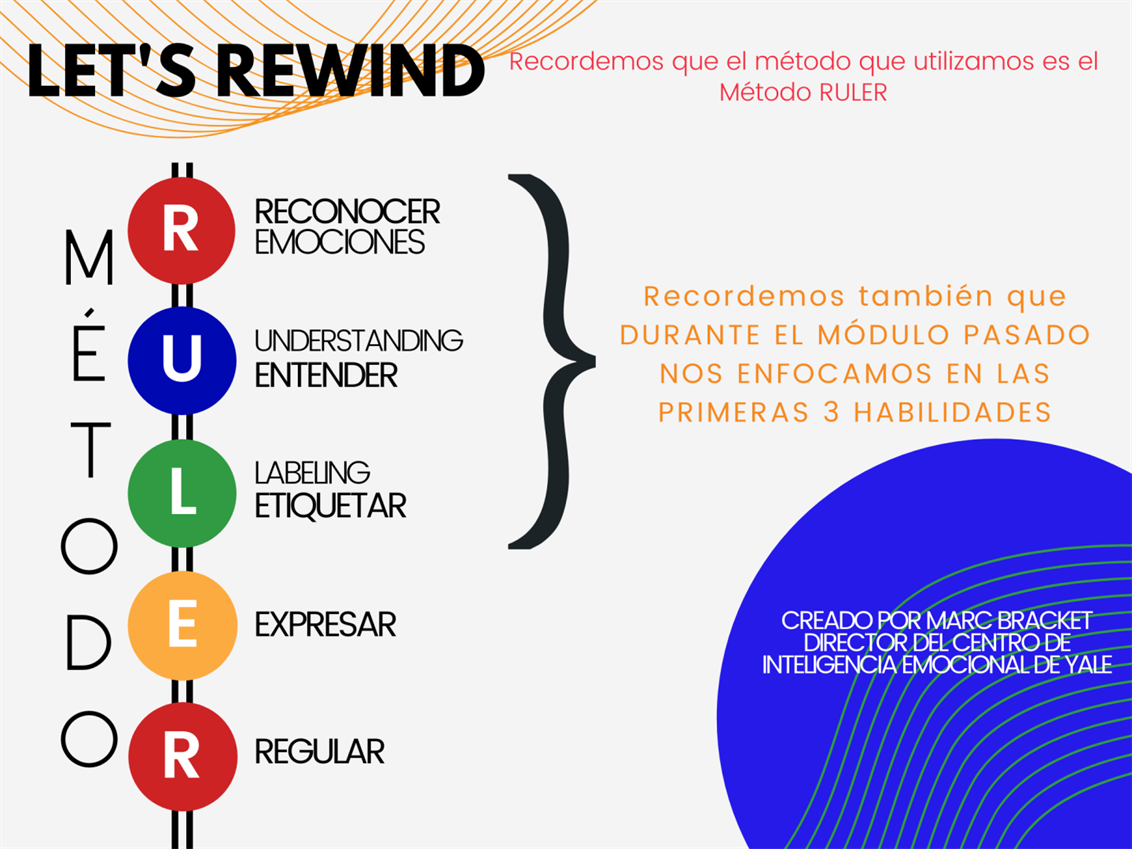 LET'S REWIND
Recordemos que el método que utilizamos es el
Método RULER
MÉTODO
R
RECONOCER
EMOCIONES
U
UNDERSTANDING
ENTENDER
L
LABELING
ETIQUETAR
E
EXPRESAR
R
REGULAR
Recordemos también que
DURANTE EL MÓDULO PASADO
NOS ENFOCAMOS EN LAS
PRIMERAS 3 HABILIDADES
CREADO POR MARC BRACKET
DIRECTOR DEL CENTRO DE
INTELIGENCIA EMOCIONAL DE YALE